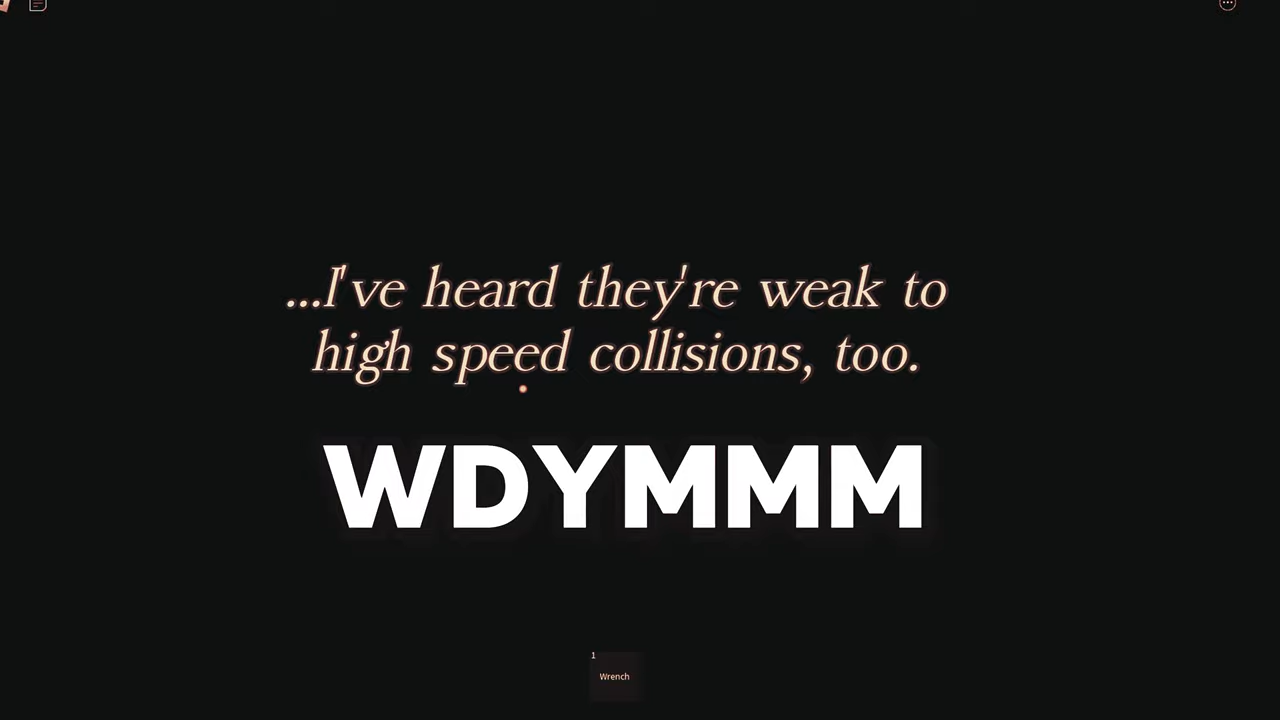 ...I've heard they're weak to
high speed collisions, too.
WDYMMM
1
Wrench